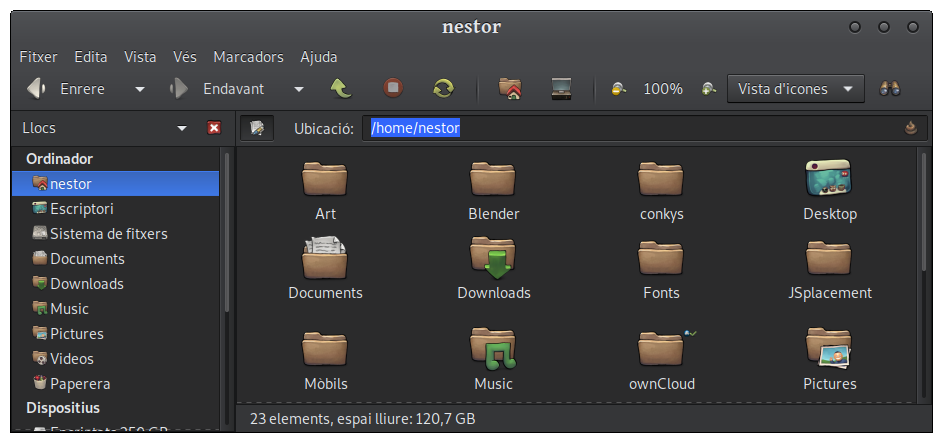 nestor
Fitxer Edita Vista Vés Marcadors Ajuda
Enrere Endavant 100% Vista d'icones
Llocs
Ubicació: /home/nestor
Ordinador
nestor
Escriptori
Sistema de fitxers
Documents
Downloads
Music
Pictures
Videos
Paperera
Dispositius
Art Blender conkys Desktop
Documents Downloads Fonts JSplacement
Mòbils Music ownCloud Pictures
23 elements, espai lliure: 120,7 GB